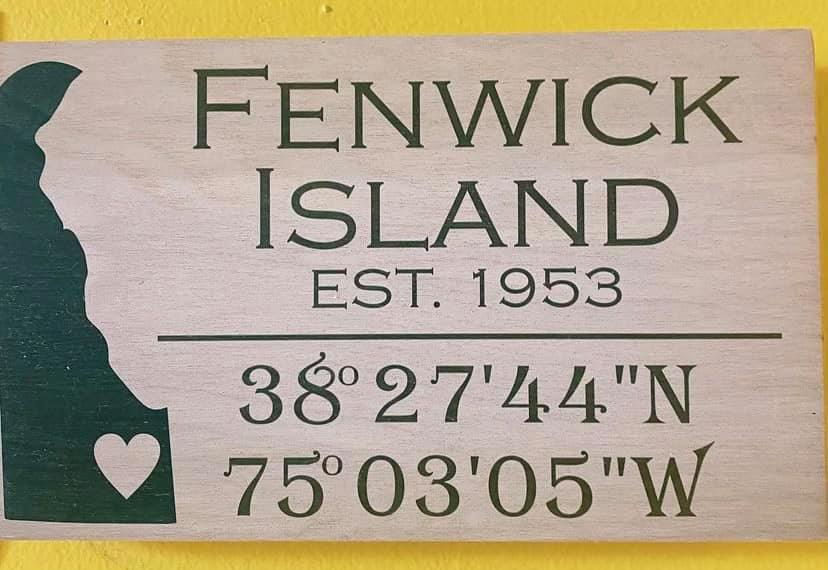 FENWICK
ISLAND
EST. 1953
38° 27'44"N
75° 03'05"W